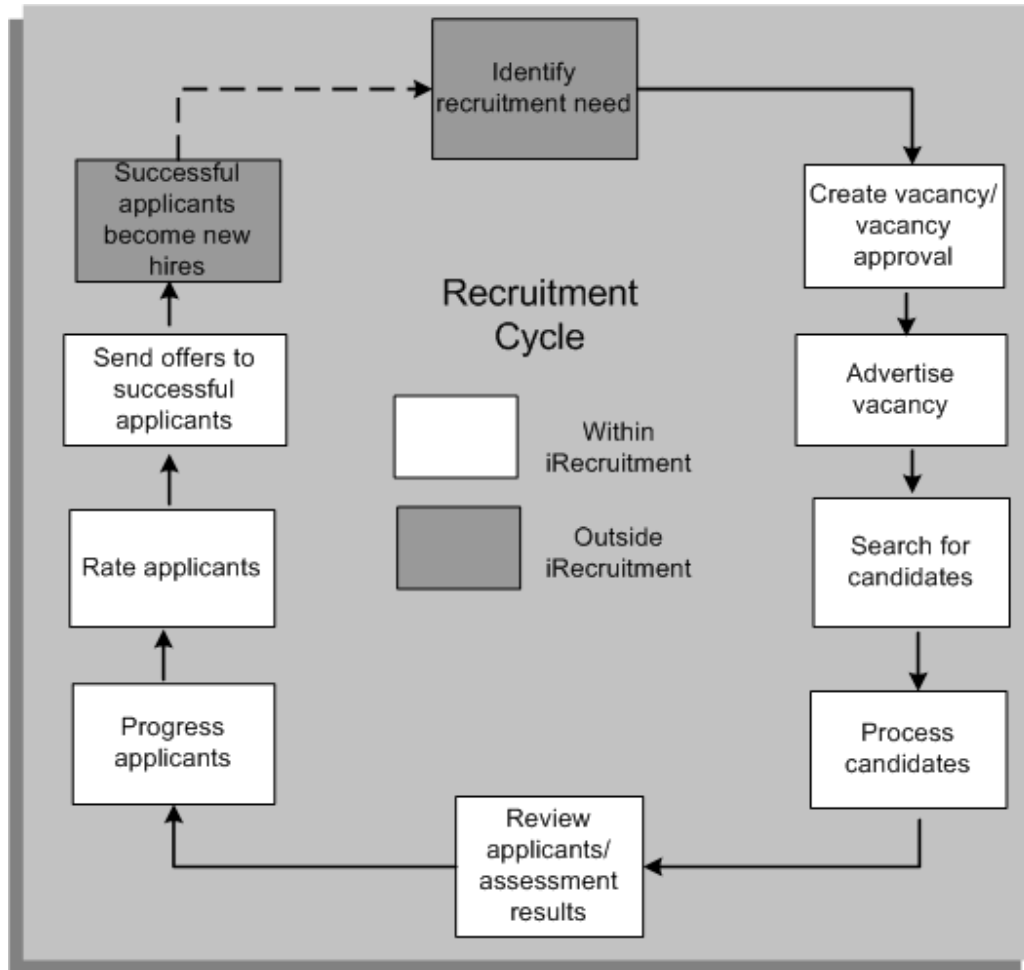 Identify
recruitment need
Create vacancy/
vacancy
approval
Advertise
vacancy
Search for
candidates
Process
candidates
Review
applicants/
assessment
results
Progress
applicants
Rate applicants
Send offers to
successful
applicants
Successful
applicants
become new
hires
Recruitment
Cycle
Within
iRecruitment
Outside
iRecruitment